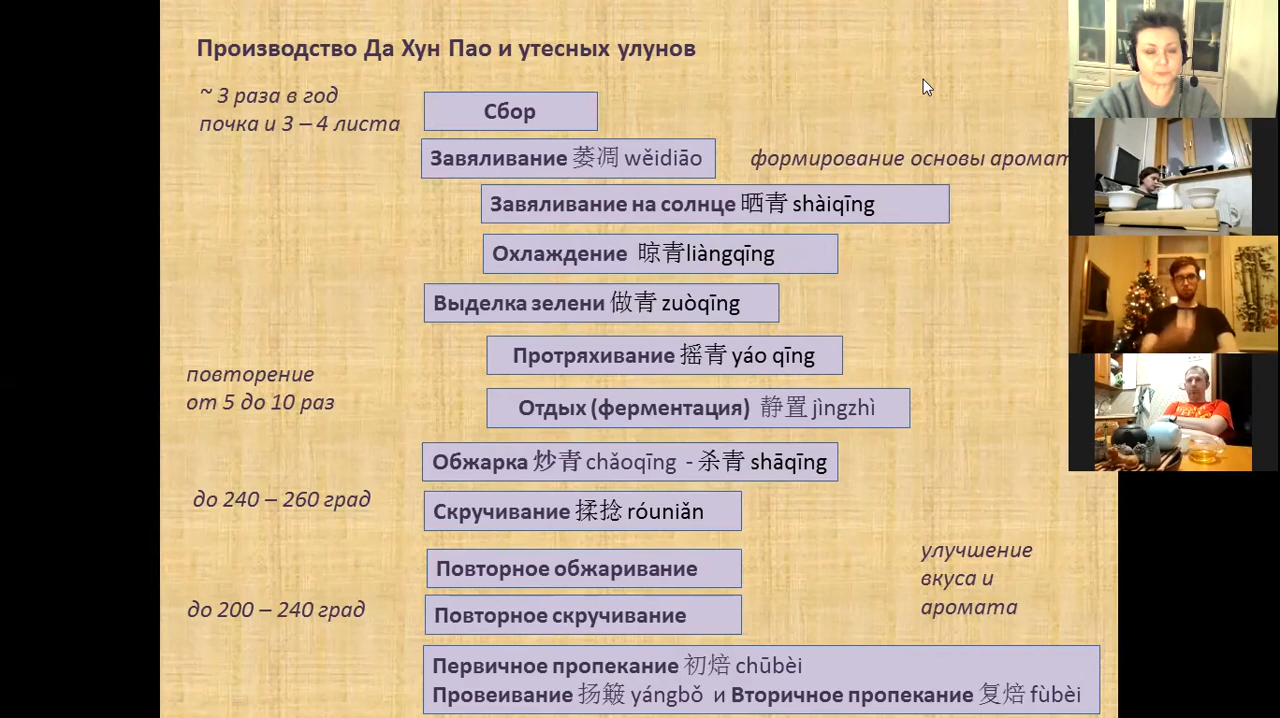 Производство Да Хун Пао и утесных улунов
~ 3 раза в год
почка и 3 – 4 листа
Сбор
Завяливание 萎凋 wěidiāo
формирование основы аромат
Завяливание на солнце 晒青 shàiqīng
Охлаждение 晾青liàngqīng
Выделка зелени 做青 zuòqīng
Протряхивание 摇青 yáo qīng
повторение
от 5 до 10 раз
Отдых (ферментация) 静置 jìngzhì
Обжарка 炒青 chǎoqīng - 杀青 shāqīng
до 240 – 260 град
Скручивание 揉捻 róuniǎn
Повторное обжаривание
улучшение
вкуса и
аромата
до 200 – 240 град
Повторное скручивание
Первичное пропекание 初焙 chūbèi
Провеивание 扬簸 yángbǒ и Вторичное пропекание 复焙 fùbèi